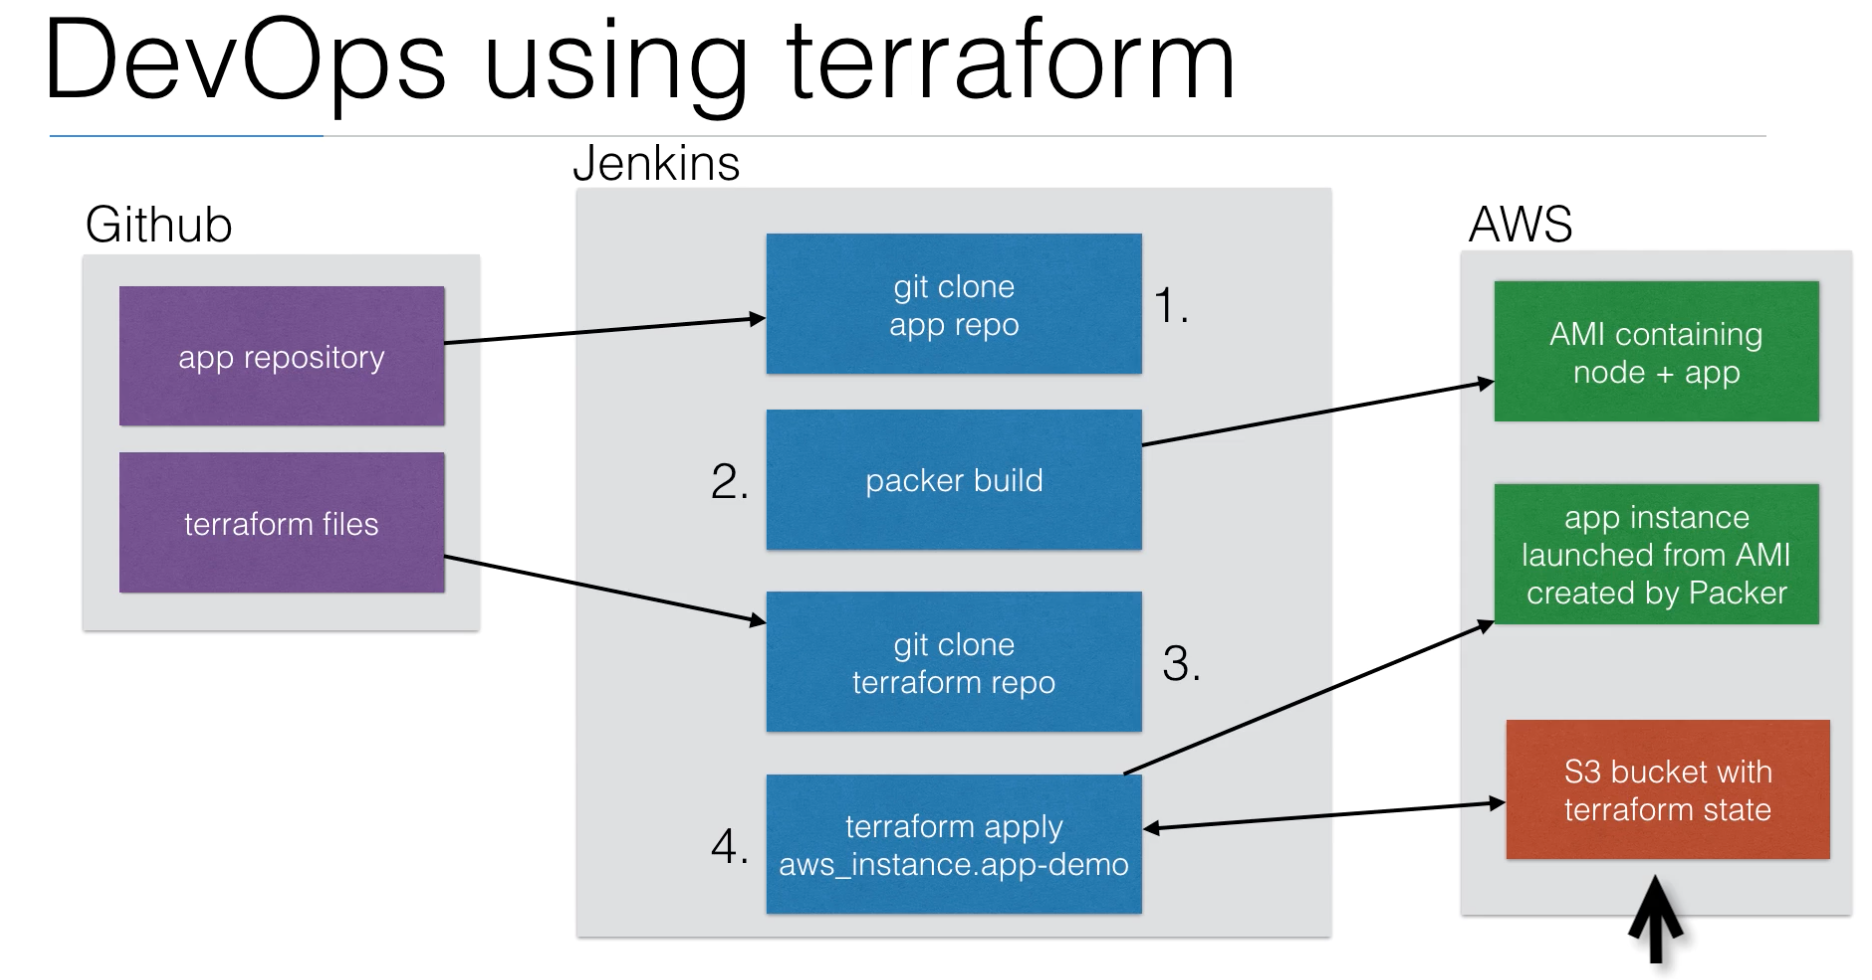 DevOps using terraform
Jenkins
Github
AWS
app repository
terraform files
git clone
app repo
1.
2.
packer build
git clone
terraform repo
3.
4.
terraform apply
aws_instance.app-demo
AMI containing
node + app
app instance
launched from AMI
created by Packer
S3 bucket with
terraform state